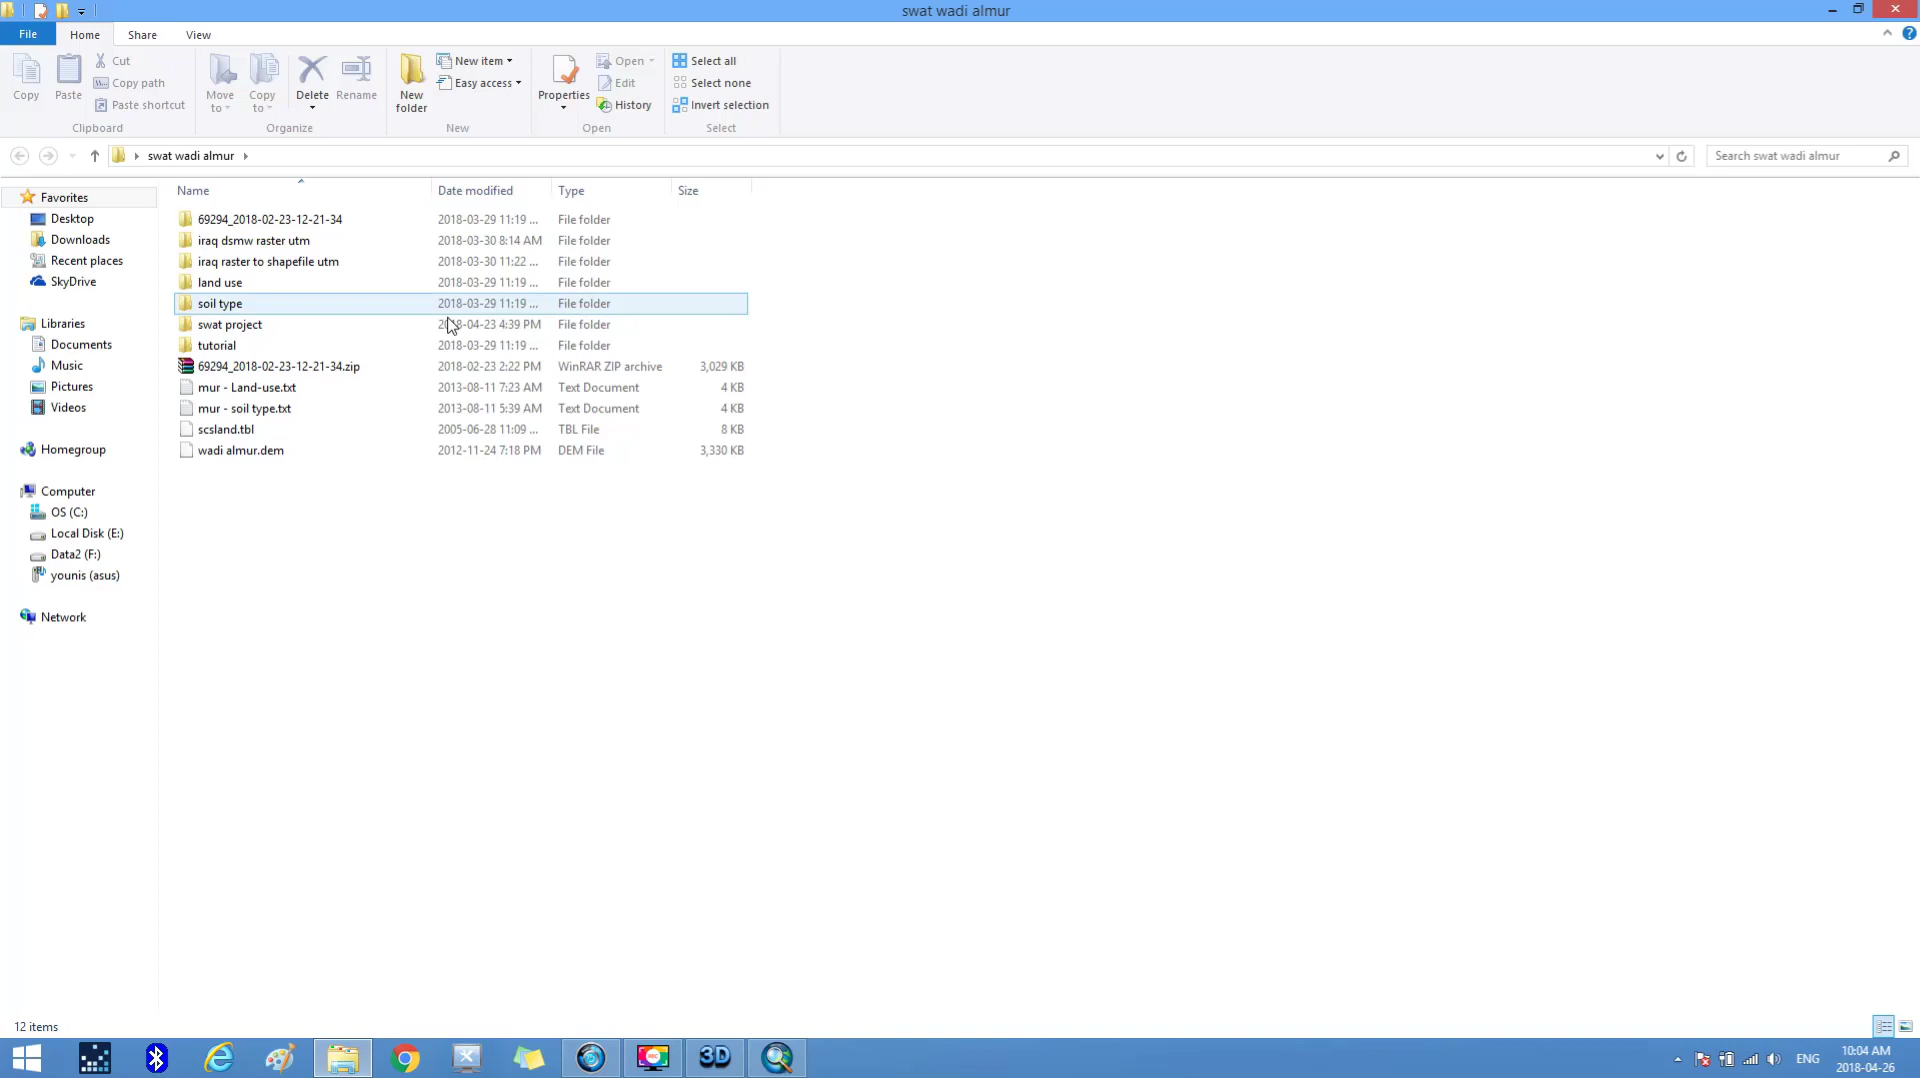 swat wadi almur
File Home Share View
Copy
Paste
Cut
Copy path
Paste shortcut
Clipboard
Move to
Copy to
Delete
Rename
Organize
New folder
New item
Easy access
New
Properties
Open
Edit
History
Open
Select all
Select none
Invert selection
Select
swat wadi almur
Search swat wadi almur
Favorites
Desktop
Downloads
Recent places
SkyDrive
Libraries
Documents
Music
Pictures
Videos
Homegroup
Computer
OS (C:)
Local Disk (E:)
Data2 (F:)
younis (asus)
Network
Name Date modified Type Size
69294_2018-02-23-12-21-34 2018-03-29 11:19 ... File folder
iraq dsmw raster utm 2018-03-30 8:14 AM File folder
iraq raster to shapefile utm 2018-03-30 11:22 ... File folder
land use 2018-03-29 11:19 ... File folder
soil type 2018-03-29 11:19 ... File folder
swat project 2018-04-23 4:39 PM File folder
tutorial 2018-03-29 11:19 ... File folder
69294_2018-02-23-12-21-34.zip 2018-02-23 2:22 PM WinRAR ZIP archive 3,029 KB
mur - Land-use.txt 2013-08-11 7:23 AM Text Document 4 KB
mur - soil type.txt 2013-08-11 5:39 AM Text Document 4 KB
scsland.tbl 2005-06-28 11:09 ... TBL File 8 KB
wadi almur.dem 2012-11-24 7:18 PM DEM File 3,330 KB
12 items
REC
3D
ENG
10:04 AM
2018-04-26